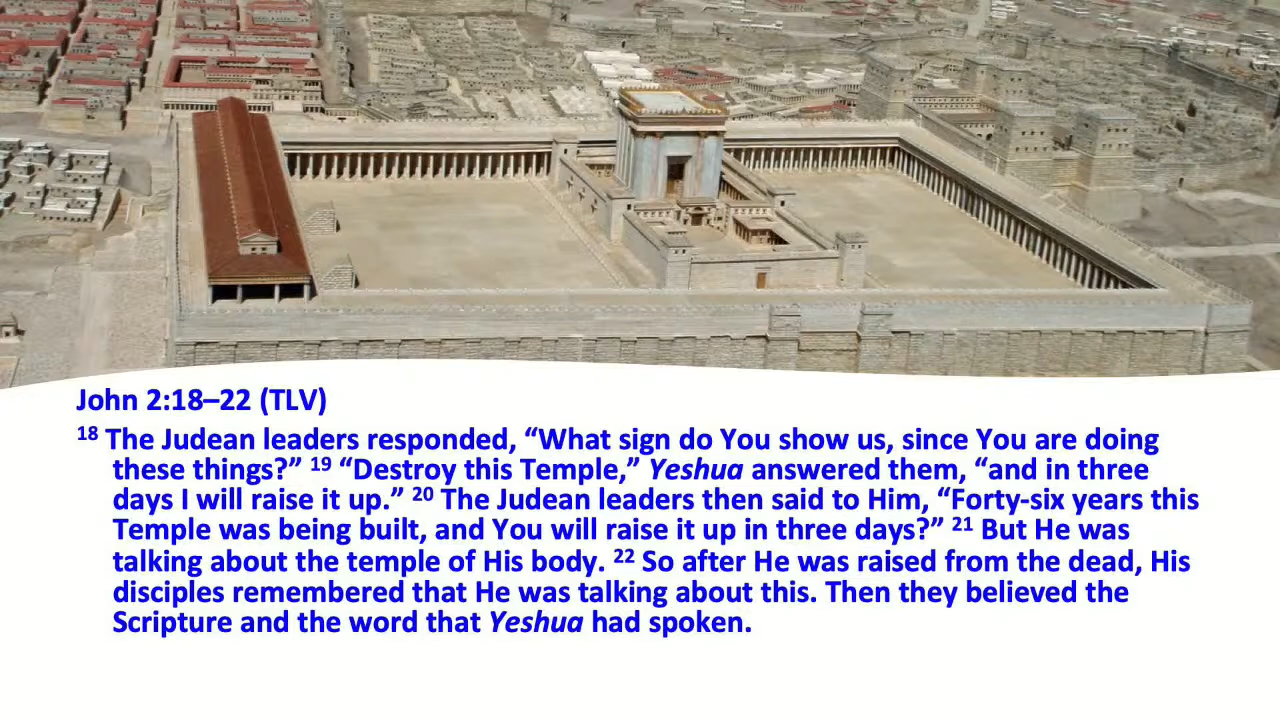 John 2:18–22 (TLV)
18 The Judean leaders responded, “What sign do You show us, since You are doing
these things?” 19 “Destroy this Temple,” Yeshua answered them, “and in three
days I will raise it up.” 20 The Judean leaders then said to Him, “Forty-six years this
Temple was being built, and You will raise it up in three days?” 21 But He was
talking about the temple of His body. 22 So after He was raised from the dead, His
disciples remembered that He was talking about this. Then they believed the
Scripture and the word that Yeshua had spoken.